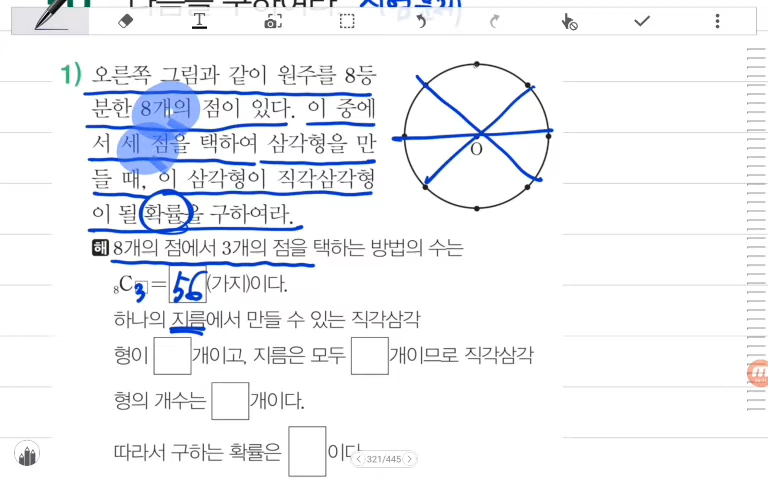 다음을 구하여라.
1) 오른쪽 그림과 같이 원주를 8등
분한 8개의 점이 있다. 이 중에
서 세 점을 택하여 삼각형을 만
들 때, 이 삼각형이 직각삼각형
이 될 확률을 구하여라.
O
해 8개의 점에서 3개의 점을 택하는 방법의 수는
₈C₃=56(가지)이다.
하나의 지름에서 만들 수 있는 직각삼각
형이 개이고, 지름은 모두 개이므로 직각삼각
형의 개수는 개이다.
따라서 구하는 확률은 이다
321/445